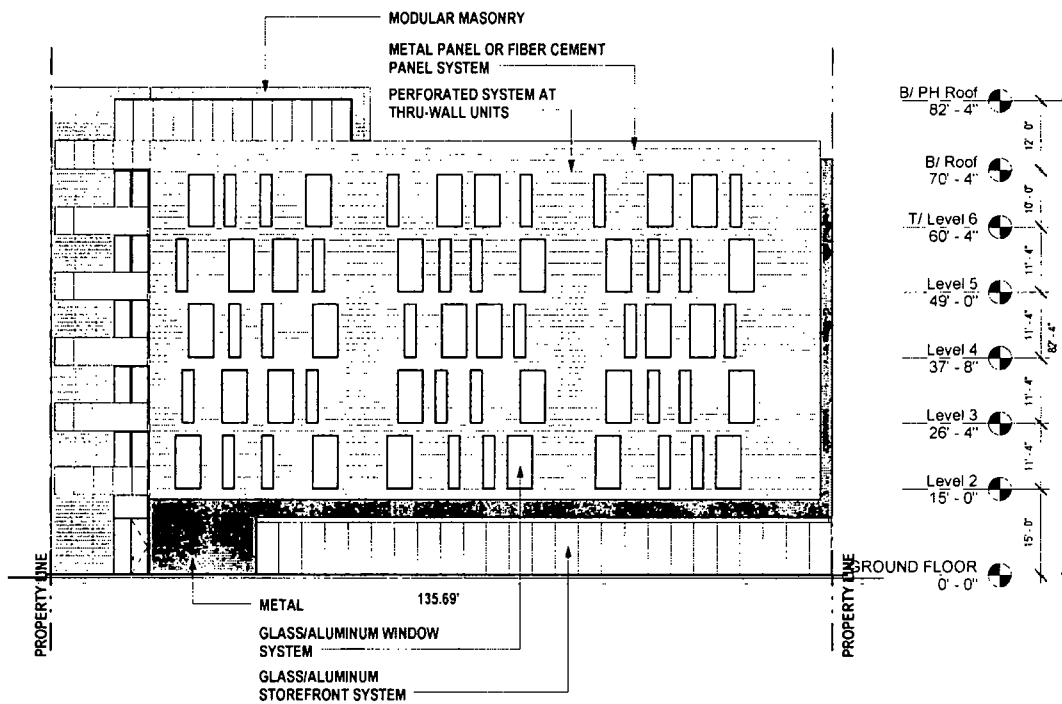 MODULAR MASONRY
METAL PANEL OR FIBER CEMENT
PANEL SYSTEM
PERFORATED SYSTEM AT
THRU-WALL UNITS
B/ PH Roof
82' - 4"
12' 0"
B/ Roof
70' - 4"
10' - 0"
T/ Level 6
60' - 4"
11' - 4"
Level 5
49' - 0"
11' - 4"
82' - 4"
Level 4
37' - 8"
11' - 4"
Level 3
26' - 4"
11' - 4"
Level 2
15' - 0"
15' - 0"
GROUND FLOOR
0' - 0"
PROPERTY LINE
PROPERTY LINE
135.69'
METAL
GLASS/ALUMINUM WINDOW
SYSTEM
GLASS/ALUMINUM
STOREFRONT SYSTEM